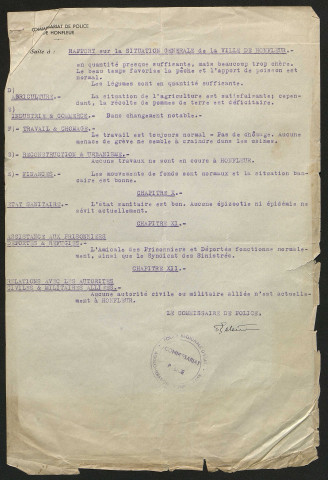 COMMISSARIAT DE POLICE
DE HONFLEUR
Suite à : RAPPORT sur la SITUATION GENERALE de la VILLE DE HONFLEUR.-
en quantité presque suffisante, mais beaucoup trop chère.
Le beau temps favorise la pêche et l'apport de poisson est
normal.
Les légumes sont en quantité suffisante.
D)
AGRICULTURE.- La situation de l'agriculture est satisfaisante; cepen-
dant, la récolte de pommes de terre est déficitaire.
E)
INDUSTRIE & COMMERCE.- Sans changement notable.-
F)- TRAVAIL & CHOMAGE.-
Le travail est toujours normal - Pas de chômage. Aucune
menace de grève ne semble à craindre dans les usines.
G)- RECONSTRUCTION & URBANISME.-
Aucuns travaux ne sont en cours à HONFLEUR.
H)- FINANCES.- Les mouvements de fonds sont normaux et la situation ban-
caire est bonne.
CHAPITRE X.-
ETAT SANITAIRE.- L'état sanitaire est bon. Aucune épizootie ni épidémie ne
sévit actuellement.
CHAPITRE XI.-
ASSISTANCE AUX PRISONNIERS
DEPORTES & REFUGIES.-
L'Amicale des Prisonniers et Déportés fonctionne normale-
ment, ainsi que le Syndicat des Sinistrés.
CHAPITRE XII.-
RELATIONS AVEC LES AUTORITES
CIVILES & MILITAIRES ALLIEES.-
Aucune autorité civile ou militaire alliée n'est actuelle-
ment à HONFLEUR.
LE COMMISSAIRE DE POLICE.
COMMISSARIAT